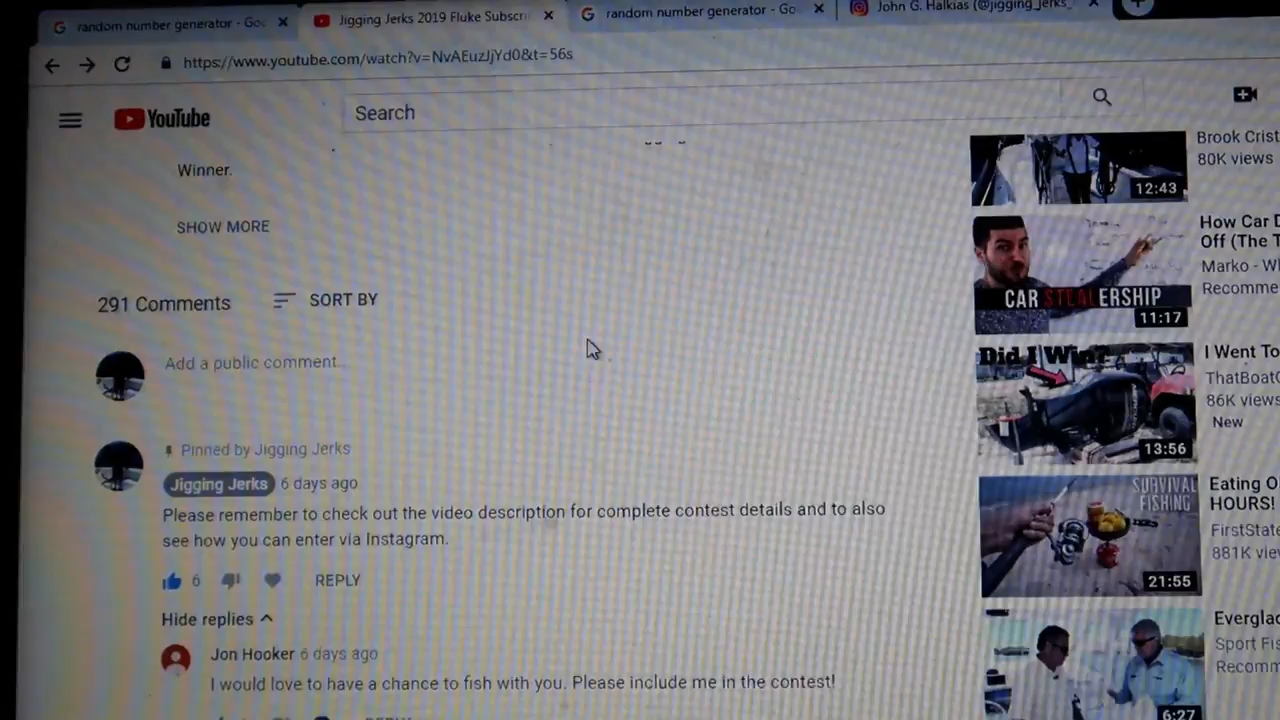 random number generator - Goo
Jigging Jerks 2019 Fluke Subscri
random number generator - Go
John G. Halkias (@jigging_jerks_
https://www.youtube.com/watch?v=NvAEuzJjYd0&t=56s
YouTube
Search
Winner.
SHOW MORE
291 Comments
SORT BY
Add a public comment...
Pinned by Jigging Jerks
Jigging Jerks 6 days ago
Please remember to check out the video description for complete contest details and to also
see how you can enter via Instagram.
6
REPLY
Hide replies
Jon Hooker 6 days ago
I would love to have a chance to fish with you. Please include me in the contest!
Brook Crist
80K views
12:43
How Car D
Off (The T
Marko - Wh
Recomme
CAR STEALERSHIP
11:17
Did I Win?
I Went To
ThatBoatG
86K views
New
13:56
SURVIVAL
FISHING
Eating O
HOURS!
FirstState
881K vie
21:55
Everglad
Sport Fis
Recomm
6:27